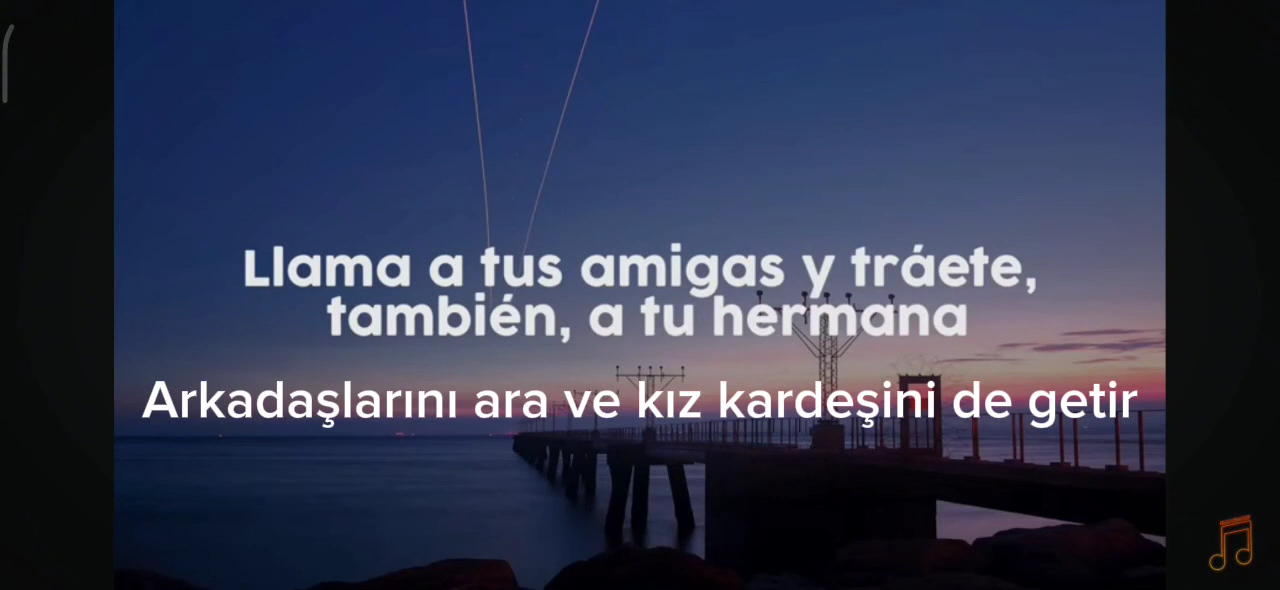 Llama a tus amigas y tráete,
también, a tu hermana
Arkadaşlarını ara ve kız kardeşini de getir